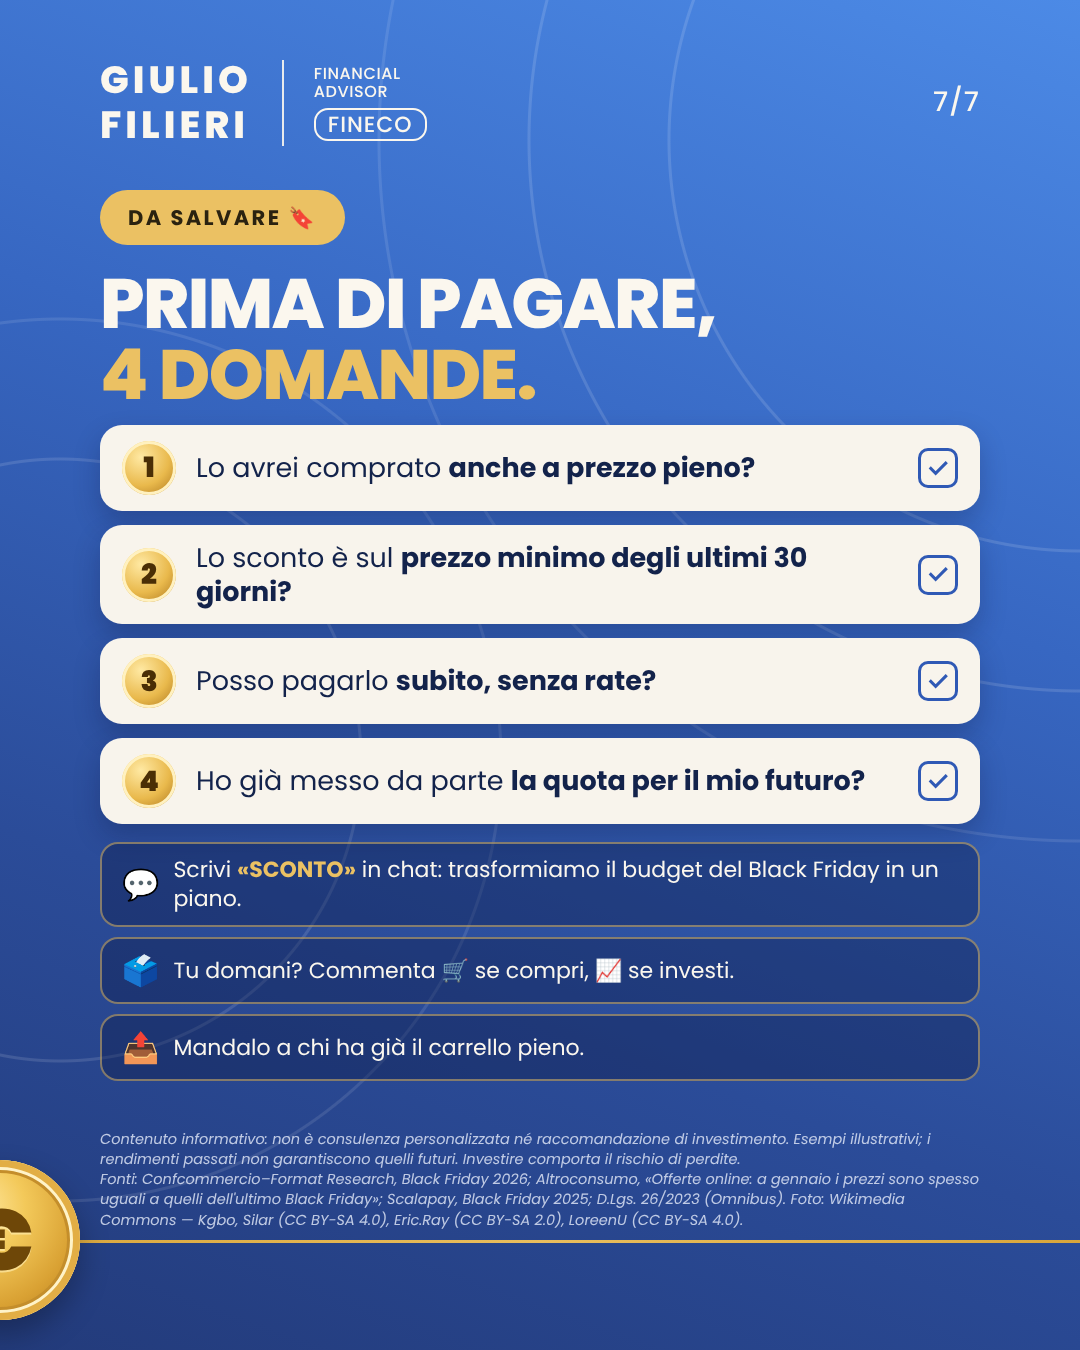 GIULIO
FILIERI
FINANCIAL
ADVISOR
FINECO
7/7
DA SALVARE 🔖
PRIMA DI PAGARE,
4 DOMANDE.
1 Lo avrei comprato anche a prezzo pieno?
2 Lo sconto è sul prezzo minimo degli ultimi 30
giorni?
3 Posso pagarlo subito, senza rate?
4 Ho già messo da parte la quota per il mio futuro?
💬 Scrivi «SCONTO» in chat: trasformiamo il budget del Black Friday in un
piano.
🗳️ Tu domani? Commenta 🛒 se compri, 📈 se investi.
📤 Mandalo a chi ha già il carrello pieno.
Contenuto informativo: non è consulenza personalizzata né raccomandazione di investimento. Esempi illustrativi; i
rendimenti passati non garantiscono quelli futuri. Investire comporta il rischio di perdite.
Fonti: Confcommercio–Format Research, Black Friday 2026; Altroconsumo, «Offerte online: a gennaio i prezzi sono spesso
uguali a quelli dell'ultimo Black Friday»; Scalapay, Black Friday 2025; D.Lgs. 26/2023 (Omnibus). Foto: Wikimedia
Commons — Kgbo, Silar (CC BY-SA 4.0), Eric.Ray (CC BY-SA 2.0), LoreenU (CC BY-SA 4.0).
€